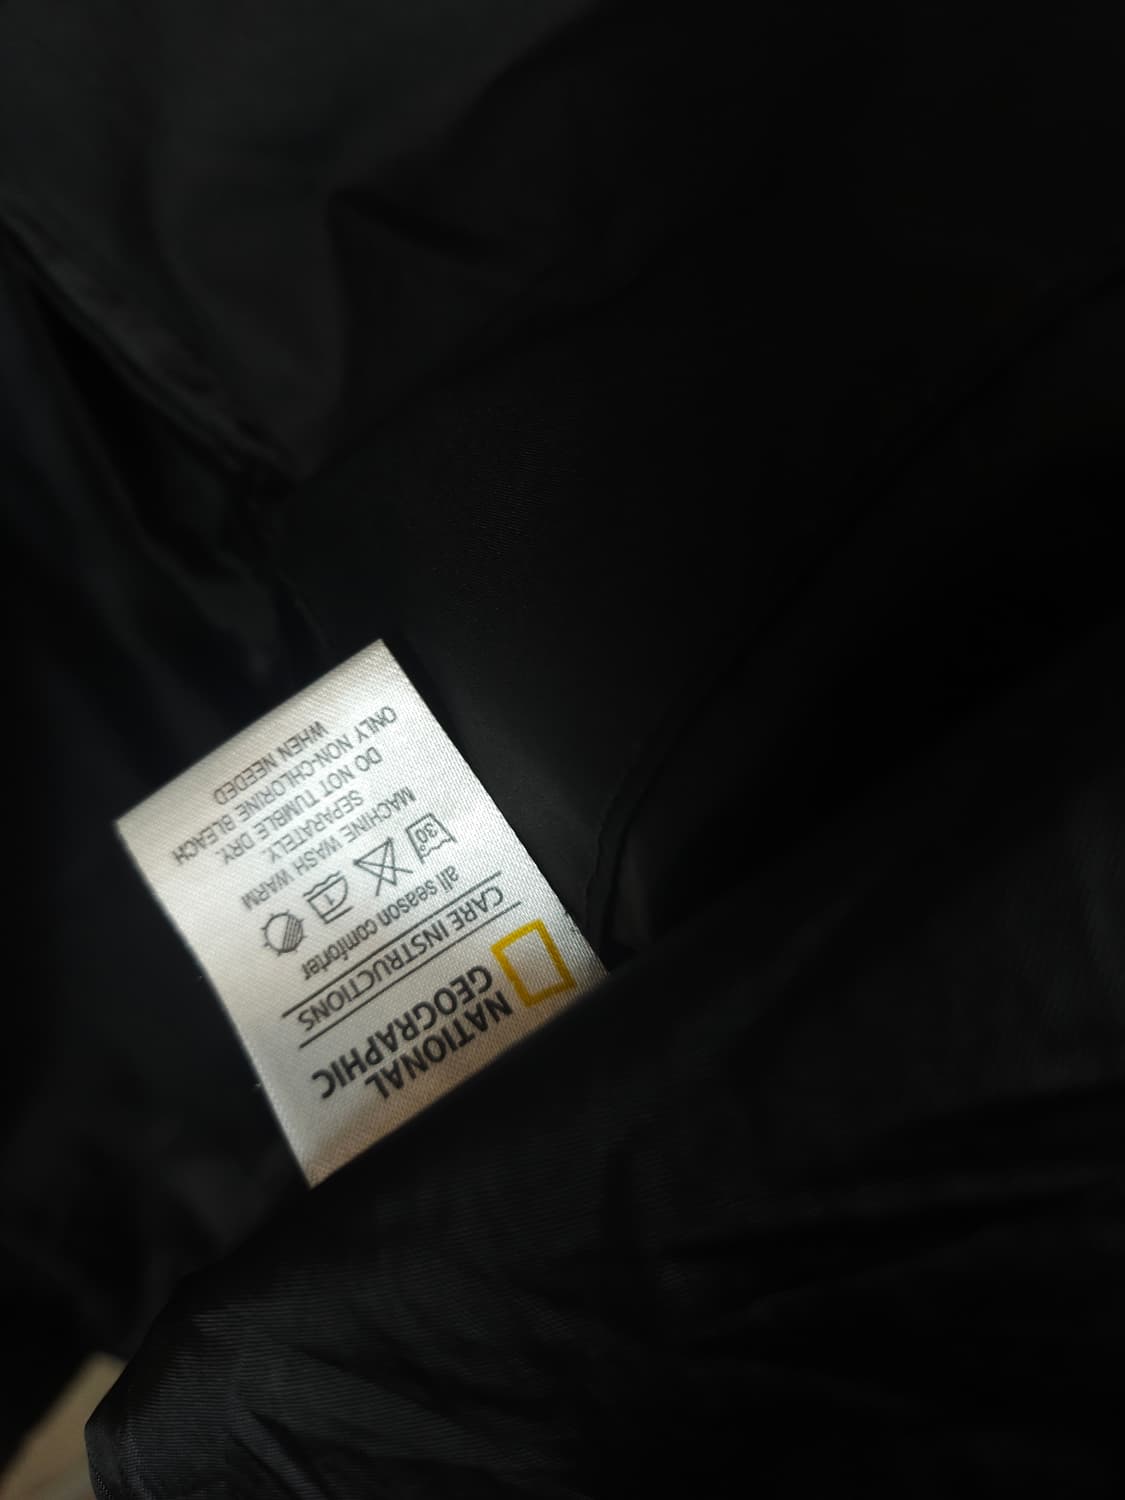 NATIONAL
GEOGRAPHIC
CARE INSTRUCTIONS
all season comforter
30°
1
MACHINE WASH WARM
SEPARATELY.
DO NOT TUMBLE DRY.
ONLY NON-CHLORINE BLEACH
WHEN NEEDED